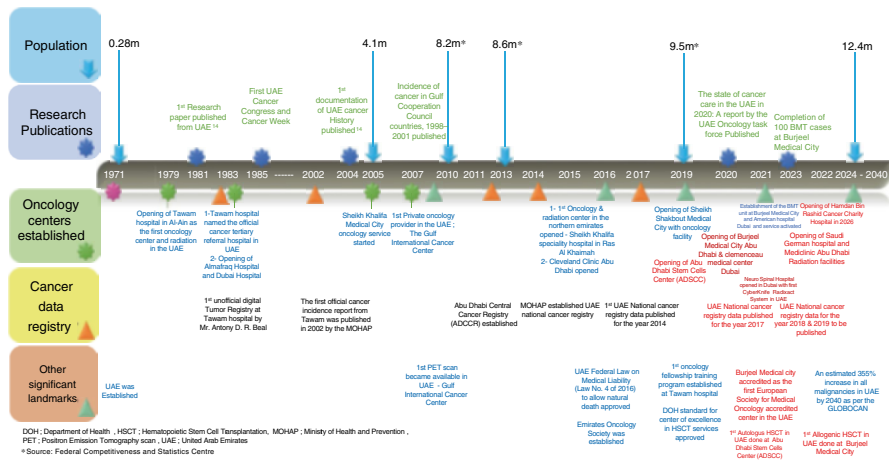 Population
0.28m
4.1m
8.2m*
8.6m*
9.5m*
12.4m
Research
Publications
1st Research
paper published
from UAE 14
First UAE
Cancer
Congress and
Cancer Week
1st
documentation
of UAE cancer
History
published 14
Incidence of
cancer in Gulf
Cooperation
Council
countries, 1998–
2001 published
The state of cancer
care in the UAE in
2020: A report by the
UAE Oncology task
force Published
Completion of
100 BMT cases
at Burjeel
Medical City
1971 1979 1981 1983 1985 ------ 2002 2004 2005 2007 2010 2011 2013 2014 2015 2016 2017 2019 2020 2021 2022 2024 - 2040
2023
Oncology
centers
established
Opening of Tawam
hospital in Al-Ain as
the first oncology
center and radiation
in the UAE
1-Tawam hospital
named the official
cancer tertiary
referral hospital in
UAE
2- Opening of
Almafraq Hospital
and Dubai Hospital
Sheikh Khalifa
Medical City
oncology service
started
1st Private oncology
provider in the UAE ;
The Gulf
International Cancer
Center
1- 1st Oncology &
radiation center in the
northern emirates
opened - Sheikh Khalifa
speciality hospital in Ras
Al Khaimah
2- Cleveland Clinic Abu
Dhabi opened
Opening of Sheikh
Shakbout Medical
City with oncology
facility
Opening of Abu
Dhabi Stem Cells
Center (ADSCC)
Opening of Burjeel
Medical City Abu
Dhabi & clemenceau
medical center
Dubai
Establishment of the BMT
unit at Burjeel Medical City
and American hospital
Dubai and service activated
Neuro Spinal Hospital
opened in Dubai with first
CyberKnife Radixact
System in UAE
Opening of Hamdan Bin
Rashid Cancer Charity
Hospital in 2026
Opening of Saudi
German hospital and
Mediclinic Abu Dhabi
Radiation facilities
Cancer
data
registry
1st unofficial digital
Tumor Registry at
Tawam hospital by
Mr. Antony D. R. Beal
The first official cancer
incidence report from
Tawam was published
in 2002 by the MOHAP
Abu Dhabi Central
Cancer Registry
(ADCCR) established
MOHAP established UAE
national cancer registry
1st UAE National cancer
registry data published
for the year 2014
UAE National cancer
registry data published
for the year 2017
UAE National cancer
registry data for the
year 2018 & 2019 to be
published
Other
significant
landmarks
UAE was
Established
1st PET scan
became available in
UAE - Gulf
International Cancer
Center
UAE Federal Law on
Medical Liability
(Law No. 4 of 2016)
to allow natural
death approved
Emirates Oncology
Society was
established
1st oncology
fellowship training
program established
at Tawam hospital
DOH standard for
center of excellence
in HSCT services
approved
Burjeel Medical city
accredited as the
first European
Society for Medical
Oncology accredited
center in the UAE
1st Autologus HSCT in
UAE done at Abu
Dhabi Stem Cells
Center (ADSCC)
An estimated 355%
increase in all
malignancies in UAE
by 2040 as per the
GLOBOCAN
1st Allogenic HSCT in
UAE done at Burjeel
Medical City
DOH ; Department of Health , HSCT ; Hematopoietic Stem Cell Transplantation, MOHAP ; Ministy of Health and Prevention ,
PET ; Positron Emission Tomography scan , UAE ; United Arab Emirates
* Source: Federal Competitiveness and Statistics Centre